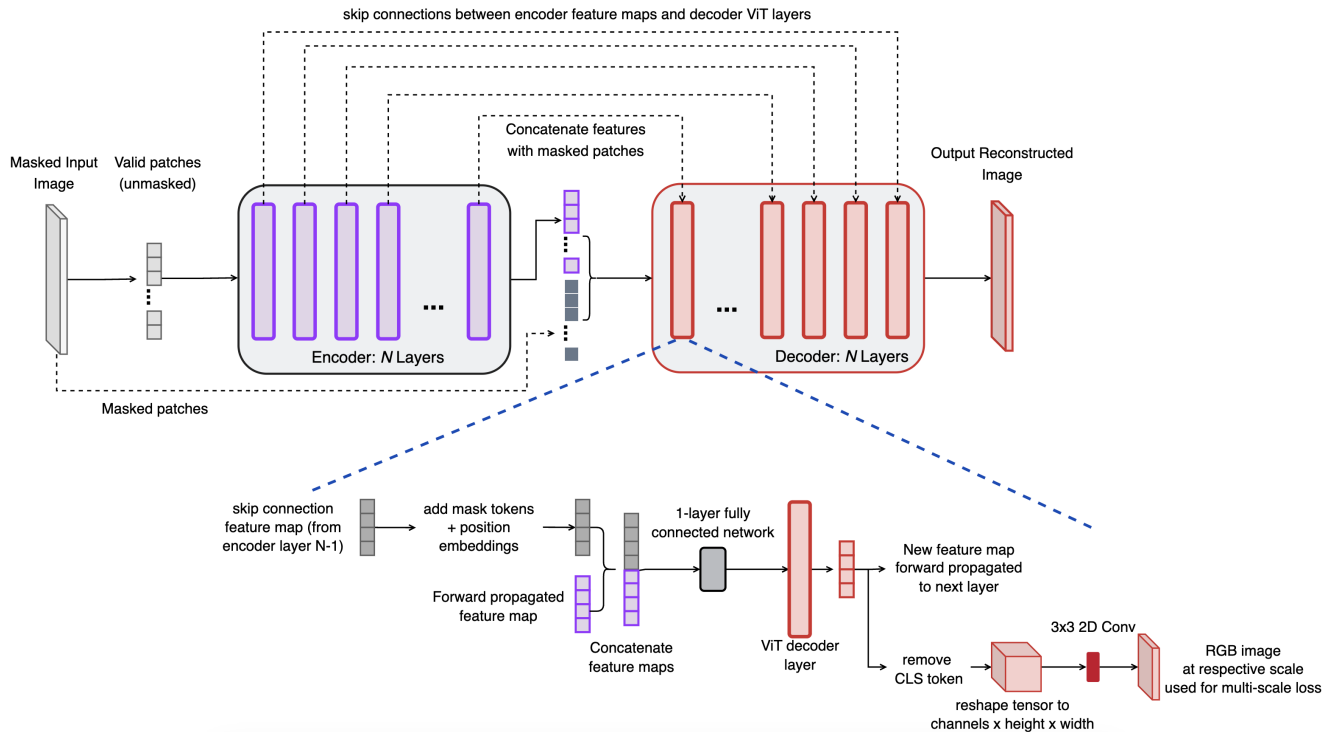 skip connections between encoder feature maps and decoder ViT layers
Concatenate features
with masked patches
Masked Input
Image
Valid patches
(unmasked)
Output Reconstructed
Image
...
Encoder: N Layers
...
Decoder: N Layers
Masked patches
skip connection
feature map (from
encoder layer N-1)
add mask tokens
+ position
embeddings
Forward propagated
feature map
Concatenate
feature maps
1-layer fully
connected network
ViT decoder
layer
New feature map
forward propagated
to next layer
remove
CLS token
reshape tensor to
channels x height x width
3x3 2D Conv
RGB image
at respective scale
used for multi-scale loss